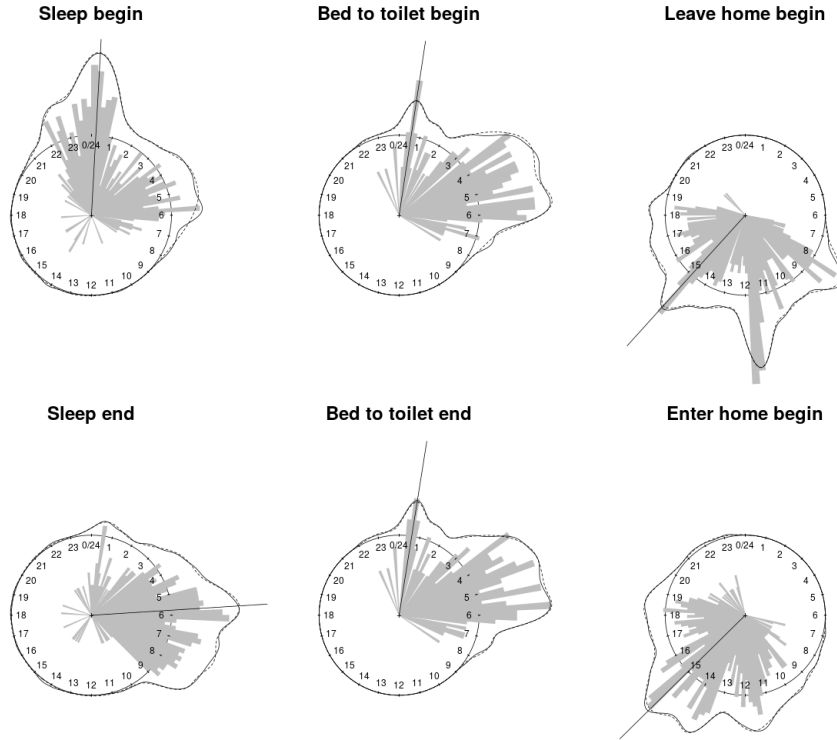 Sleep begin
0/24 1 2 3 4 5 6 7 8 9 10 11 12 13 14 15 16 17 18 19 20 21 22 23
Bed to toilet begin
0/24 1 2 3 4 5 6 7 8 9 10 11 12 13 14 15 16 17 18 19 20 21 22 23
Leave home begin
0/24 1 2 3 4 5 6 7 8 9 10 11 12 13 14 15 16 17 18 19 20 21 22 23
Sleep end
0/24 1 2 3 4 5 6 7 8 9 10 11 12 13 14 15 16 17 18 19 20 21 22 23
Bed to toilet end
0/24 1 2 3 4 5 6 7 8 9 10 11 12 13 14 15 16 17 18 19 20 21 22 23
Enter home begin
0/24 1 2 3 4 5 6 7 8 9 10 11 12 13 14 15 16 17 18 19 20 21 22 23